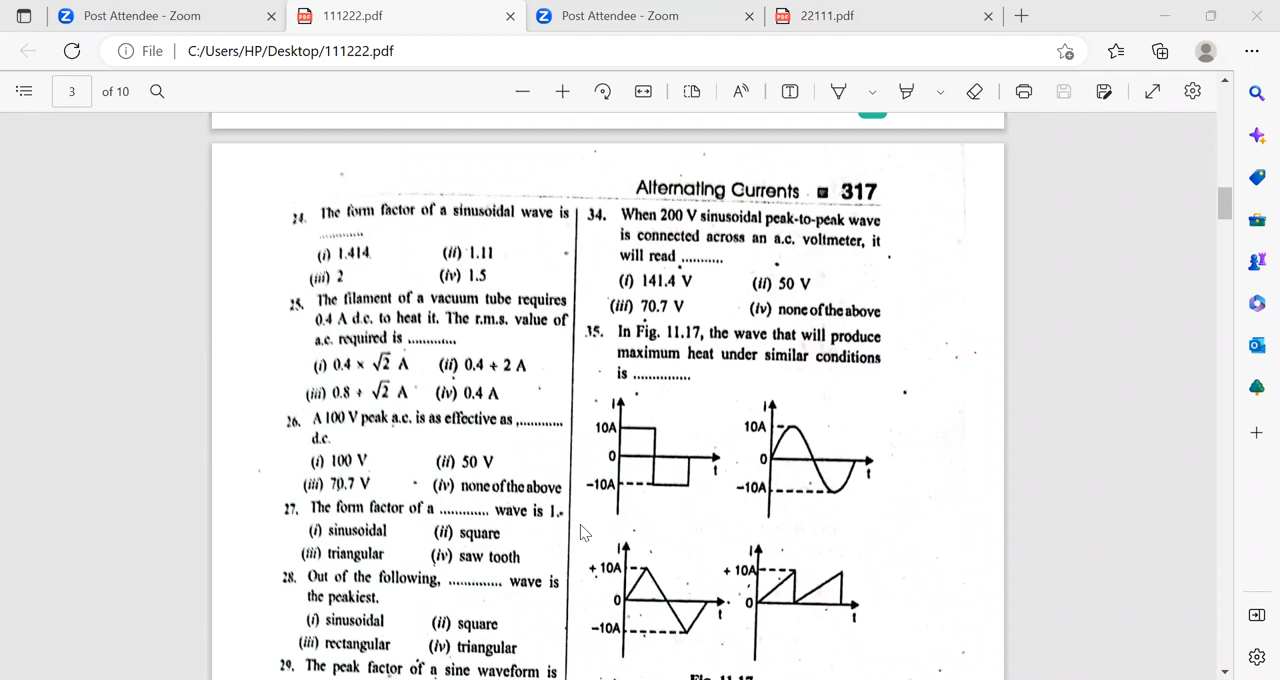 Post Attendee - Zoom
111222.pdf
Post Attendee - Zoom
22111.pdf
File
C:/Users/HP/Desktop/111222.pdf
3 of 10
Alternating Currents 317
24. The form factor of a sinusoidal wave is
............
(i) 1.414 (ii) 1.11
(iii) 2 (iv) 1.5
25. The filament of a vacuum tube requires
0.4 A d.c. to heat it. The r.m.s. value of
a.c. required is ............
(i) 0.4 × √2 A (ii) 0.4 ÷ 2 A
(iii) 0.8 ÷ √2 A (iv) 0.4 A
26. A 100 V peak a.c. is as effective as ............
d.c.
(i) 100 V (ii) 50 V
(iii) 70.7 V (iv) none of the above
27. The form factor of a ............ wave is 1.
(i) sinusoidal (ii) square
(iii) triangular (iv) saw tooth
28. Out of the following, ............. wave is
the peakiest.
(i) sinusoidal (ii) square
(iii) rectangular (iv) triangular
29. The peak factor of a sine waveform is
34. When 200 V sinusoidal peak-to-peak wave
is connected across an a.c. voltmeter, it
will read ...........
(i) 141.4 V (ii) 50 V
(iii) 70.7 V (iv) none of the above
35. In Fig. 11.17, the wave that will produce
maximum heat under similar conditions
is ...............
I
10A
0
-10A
t
I
10A
0
-10A
t
I
+ 10A
0
-10A
t
I
+ 10A
0
t
Fig. 11.17